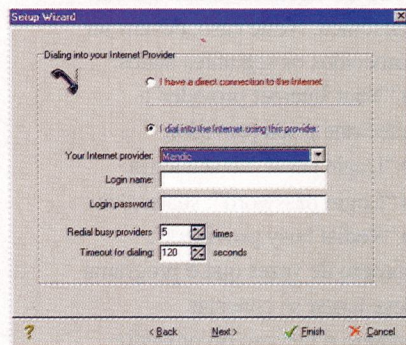 Setup Wizard
Dialing into your Internet Provider
I have a direct connection to the Internet
I dial into the Internet using this provider:
Your Internet provider: Mandic
Login name:
Login password:
Redial busy providers 5 times
Timeout for dialing: 120 seconds
? < Back Next > Finish Cancel